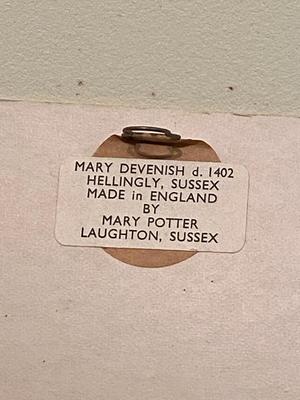 MARY DEVENISH d. 1402
HELLINGLY, SUSSEX
MADE in ENGLAND
BY
MARY POTTER
LAUGHTON, SUSSEX